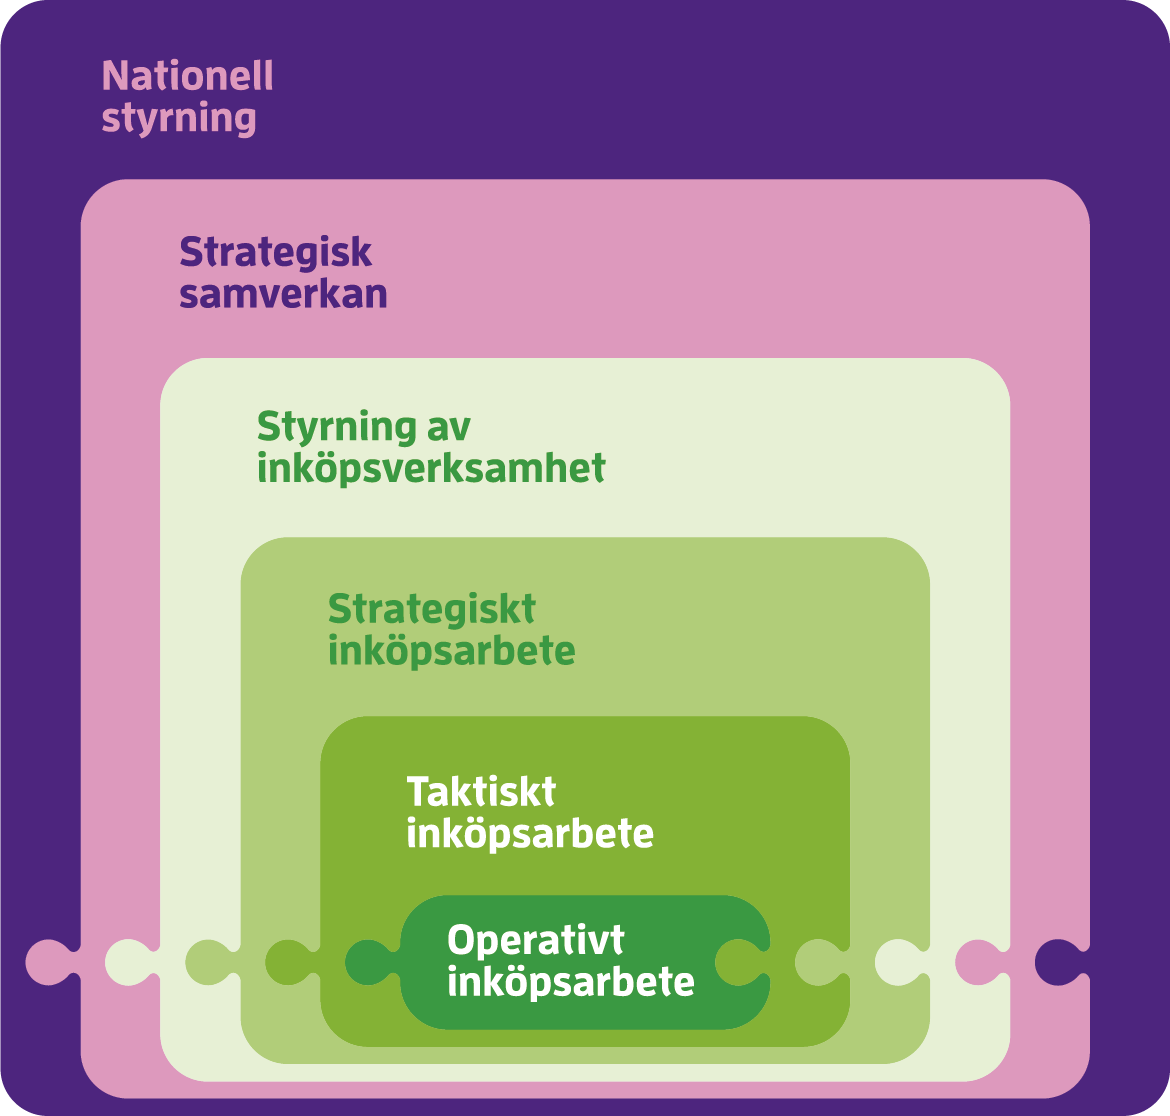 Nationell
styrning
Strategisk
samverkan
Styrning av
inköpsverksamhet
Strategiskt
inköpsarbete
Taktiskt
inköpsarbete
Operativt
inköpsarbete